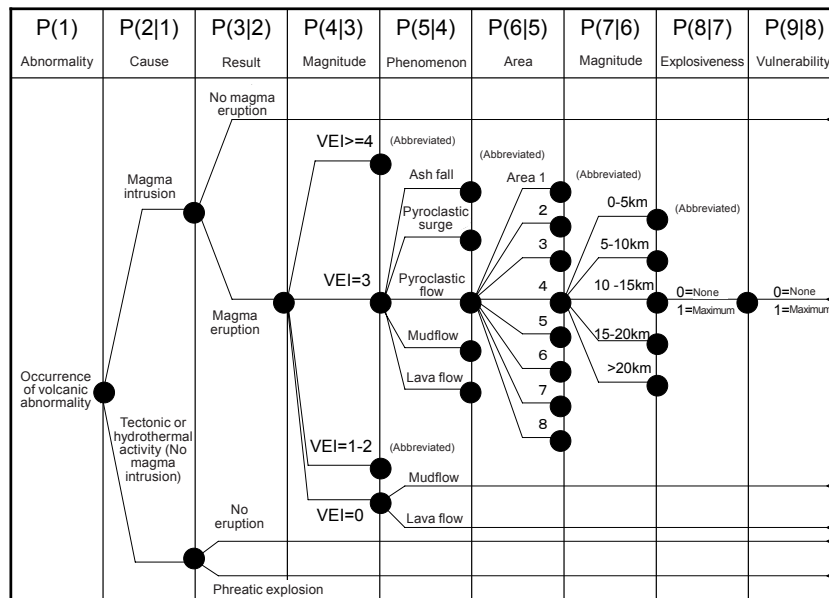 P(1) P(2|1) P(3|2) P(4|3) P(5|4) P(6|5) P(7|6) P(8|7) P(9|8)
Abnormality Cause Result Magnitude Phenomenon Area Magnitude Explosiveness Vulnerability
No magma
eruption
VEI>=4
(Abbreviated)
(Abbreviated)
Magma
intrusion
Ash fall
Area 1
(Abbreviated)
0-5km
(Abbreviated)
Pyroclastic
surge
2
3
5-10km
VEI=3
Pyroclastic
flow
4
10 -15km
0=None
1=Maximum
0=None
1=Maximum
Magma
eruption
Mudflow
5
15-20km
Lava flow
6
>20km
7
8
Occurrence
of volcanic
abnormality
Tectonic or
hydrothermal
activity (No
magma
intrusion)
VEI=1-2
(Abbreviated)
Mudflow
VEI=0
Lava flow
No
eruption
Phreatic explosion